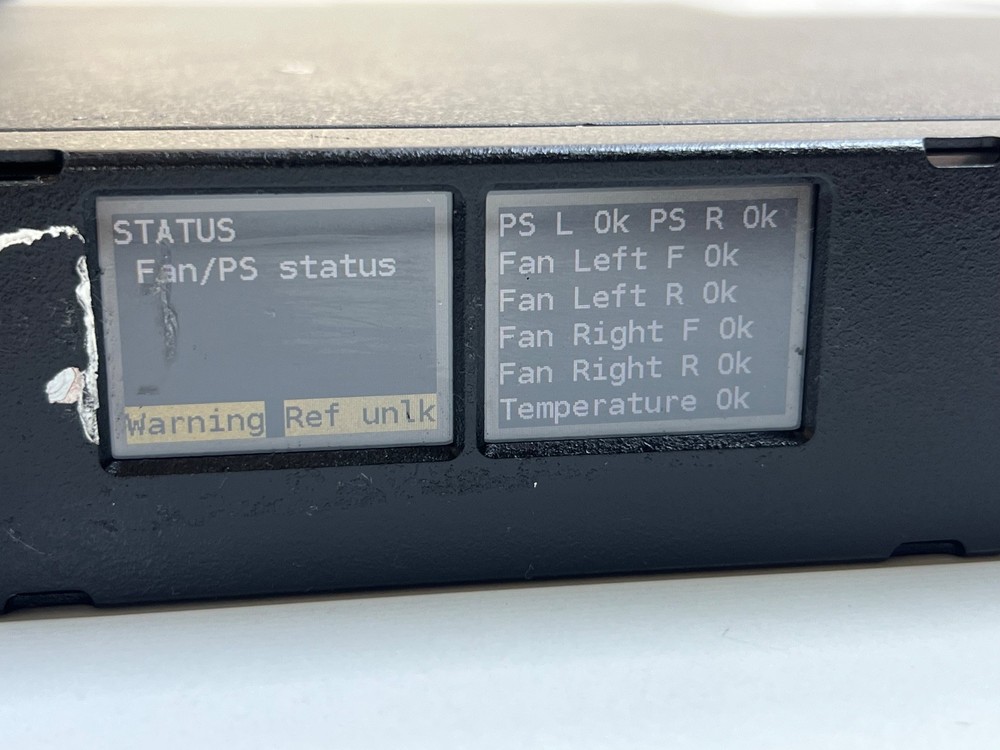 STATUS
Fan/PS status
Warning Ref unlk
PS L Ok PS R Ok
Fan Left F Ok
Fan Left R Ok
Fan Right F Ok
Fan Right R Ok
Temperature Ok